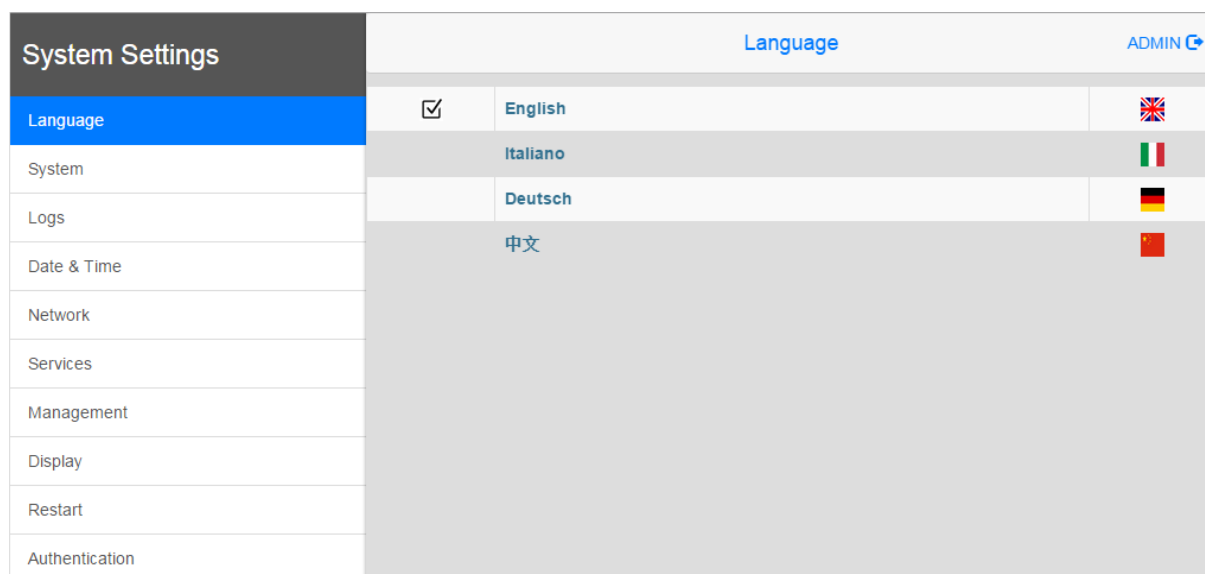 System Settings
Language
System
Logs
Date & Time
Network
Services
Management
Display
Restart
Authentication
Language
ADMIN
English
Italiano
Deutsch
中文